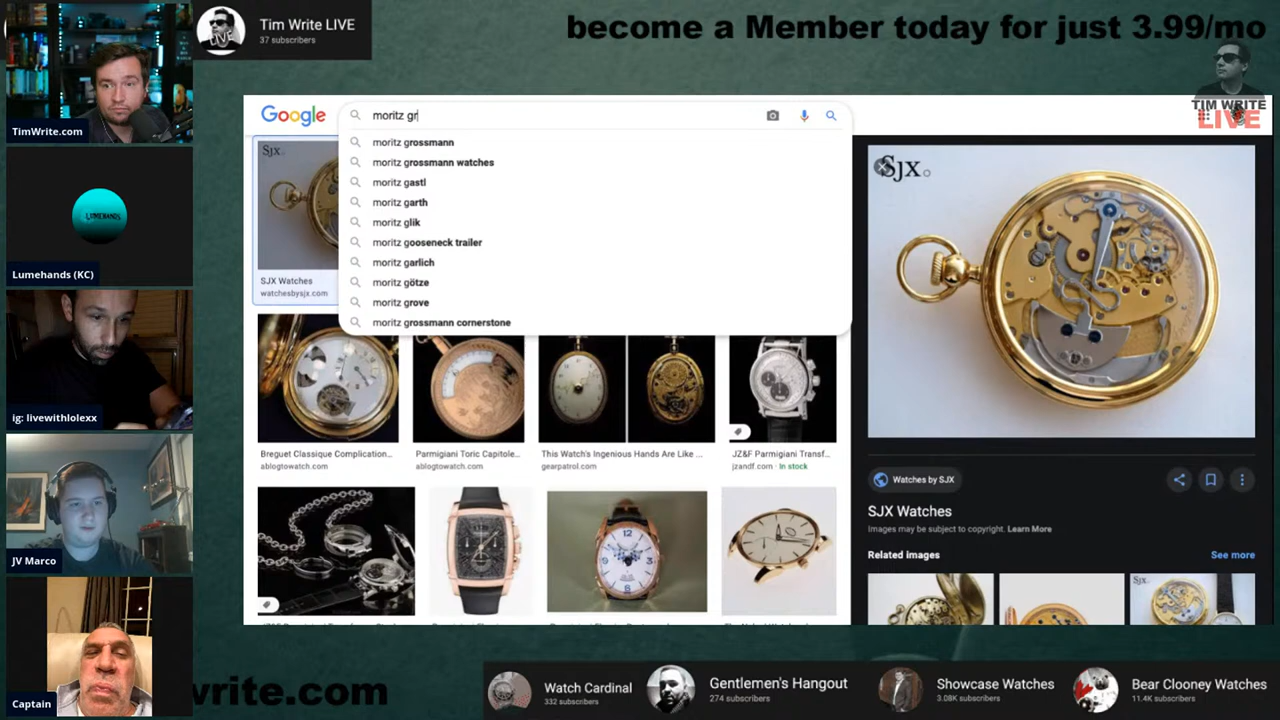 Tim Write LIVE
37 subscribers
become a Member today for just 3.99/mo
TIM WRITE
LIVE
TimWrite.com
LUMEHANDS
Lumehands (KC)
ig: livewithlolexx
JV Marco
Captain
Google
moritz gr
moritz grossmann
moritz grossmann watches
moritz gastl
moritz garth
moritz glik
moritz gooseneck trailer
moritz garlich
moritz götze
moritz grove
moritz grossmann cornerstone
SJX
SJX Watches
watchesbysjx.com
Breguet Classique Complication...
ablogtowatch.com
Parmigiani Toric Capitole...
ablogtowatch.com
This Watch's Ingenious Hands Are Like ...
gearpatrol.com
JZ&F Parmigiani Transf...
jzandf.com · In stock
SJX
Watches by SJX
SJX Watches
Images may be subject to copyright. Learn More
Related images
See more
SJX
write.com
Watch Cardinal
332 subscribers
Gentlemen's Hangout
274 subscribers
Showcase Watches
3.08K subscribers
Bear Clooney Watches
11.4K subscribers